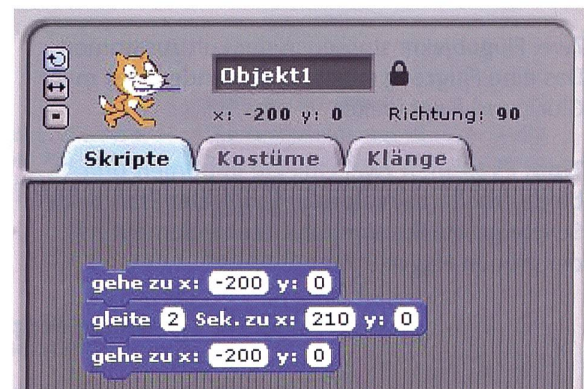 Objekt1
x: -200 y: 0 Richtung: 90
Skripte Kostüme Klänge
gehe zu x: -200 y: 0
gleite 2 Sek. zu x: 210 y: 0
gehe zu x: -200 y: 0